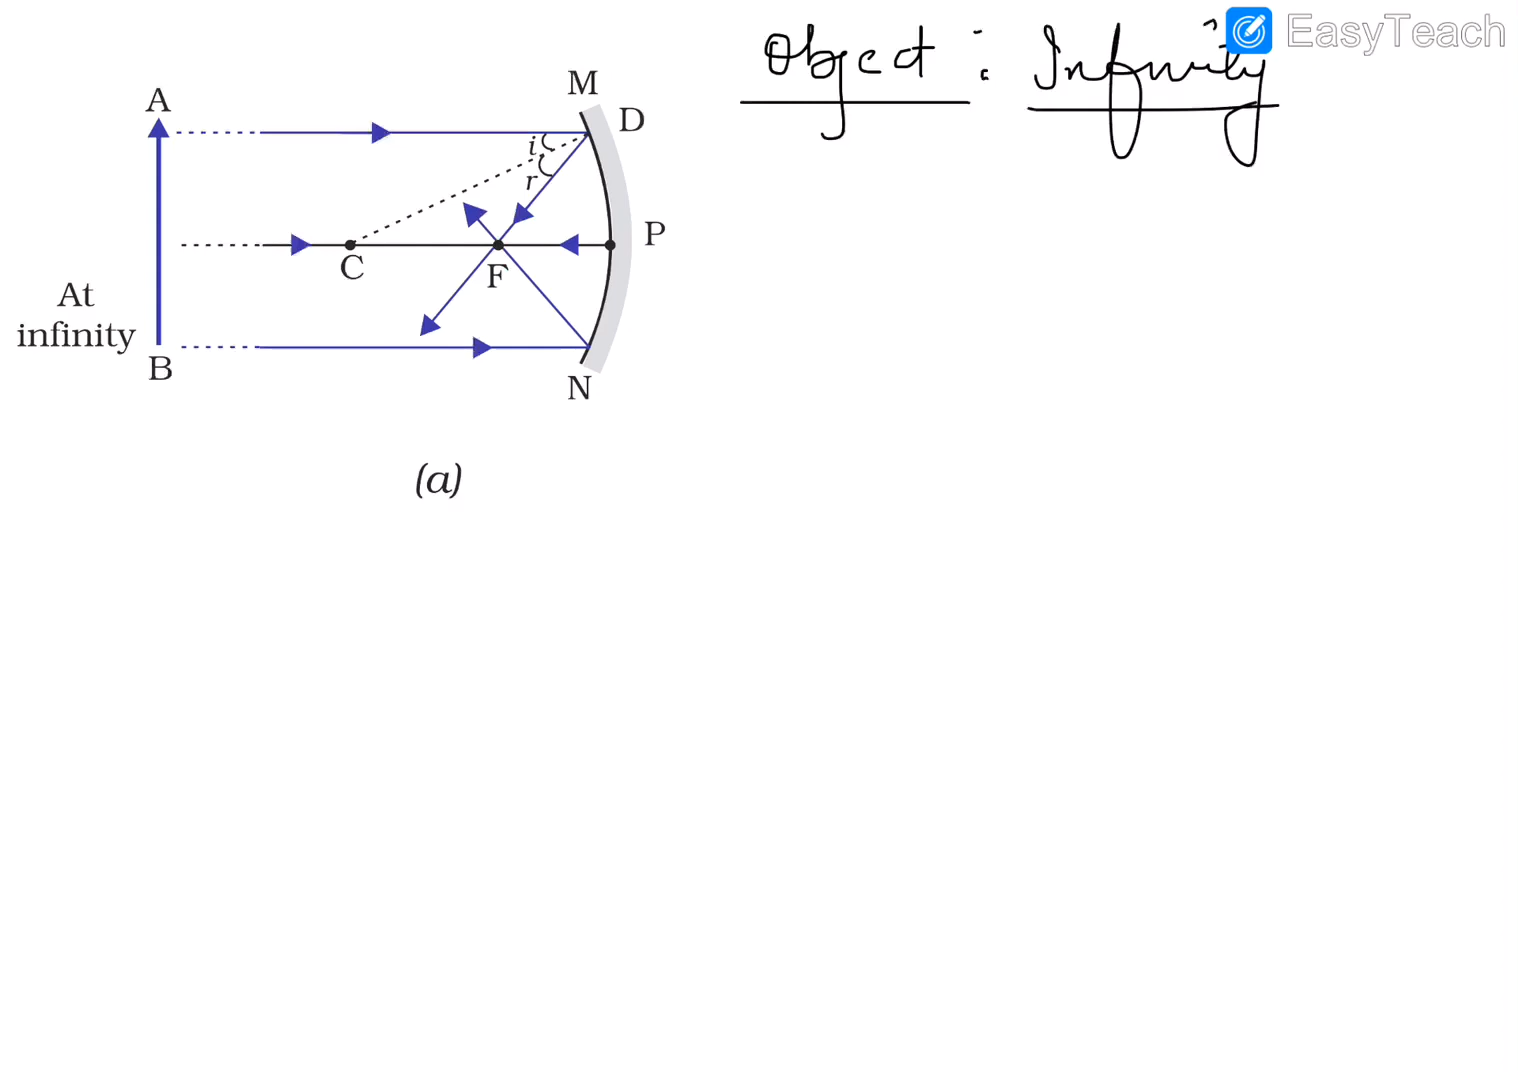 Object : Infinity
EasyTeach
A
M
D
i
r
P
C
F
At
infinity
B
N
(a)